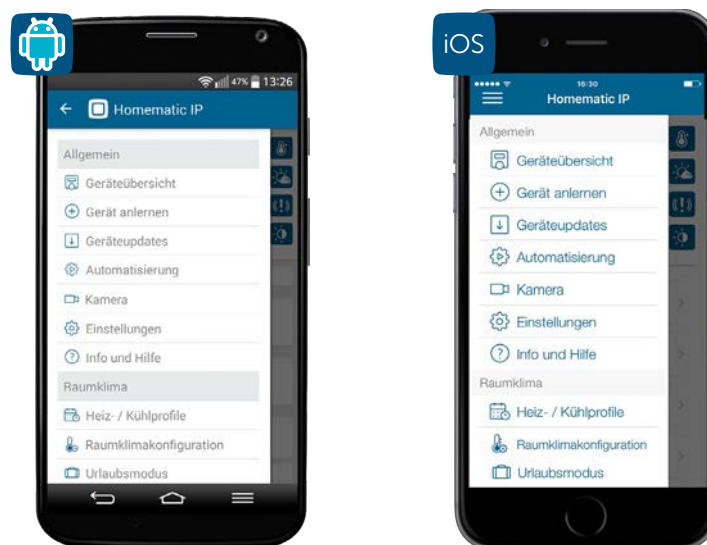 iOS
47% 13:26
Homematic IP
Allgemein
Geräteübersicht
Gerät anlernen
Geräteupdates
Automatisierung
Kamera
Einstellungen
Info und Hilfe
Raumklima
Heiz- / Kühlprofile
Raumklimakonfiguration
Urlaubsmodus
16:30
Homematic IP
Allgemein
Geräteübersicht
Gerät anlernen
Geräteupdates
Automatisierung
Kamera
Einstellungen
Info und Hilfe
Raumklima
Heiz- / Kühlprofile
Raumklimakonfiguration
Urlaubsmodus